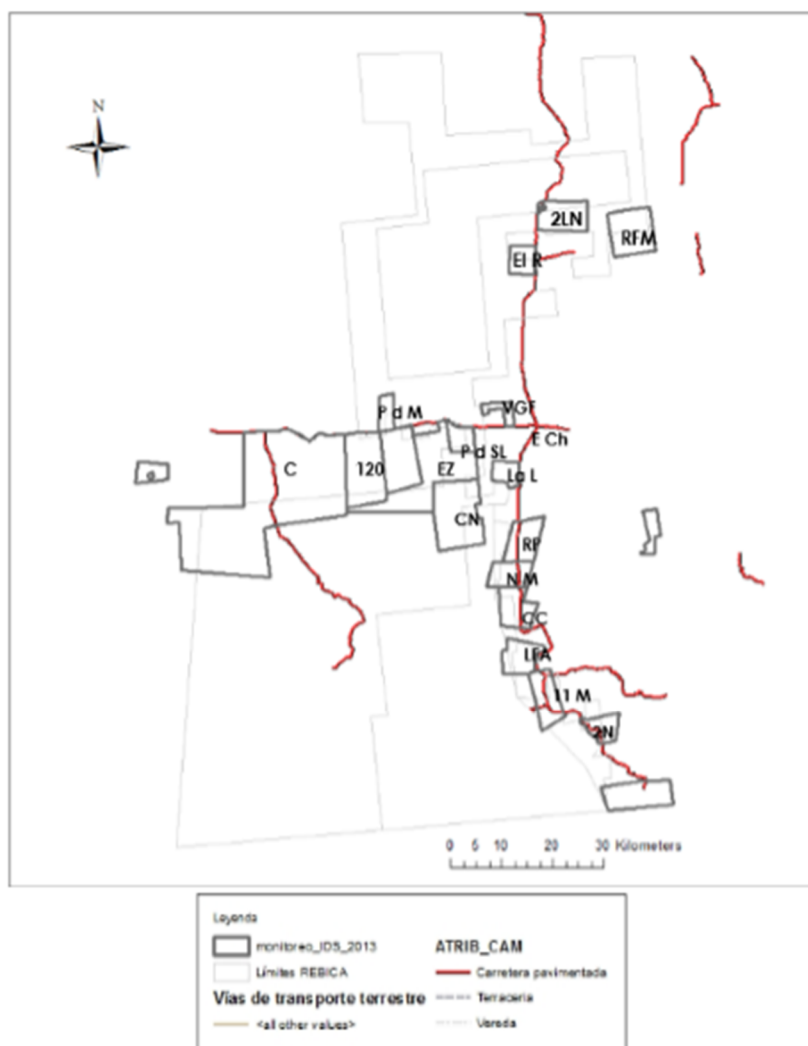 N
2LN
RFM
El R
P d M
VGF
E Ch
P d SL
C
120
EZ
La L
CN
RP
N M
CC
LFA
11 M
2N
0 5 10 20 30 Kilometers
Leyenda
monitoreo_IDS_2013
Límites REBICA
Vías de transporte terrestre
<all other values>
ATRIB_CAM
Carretera pavimentada
Terracería
Vereda